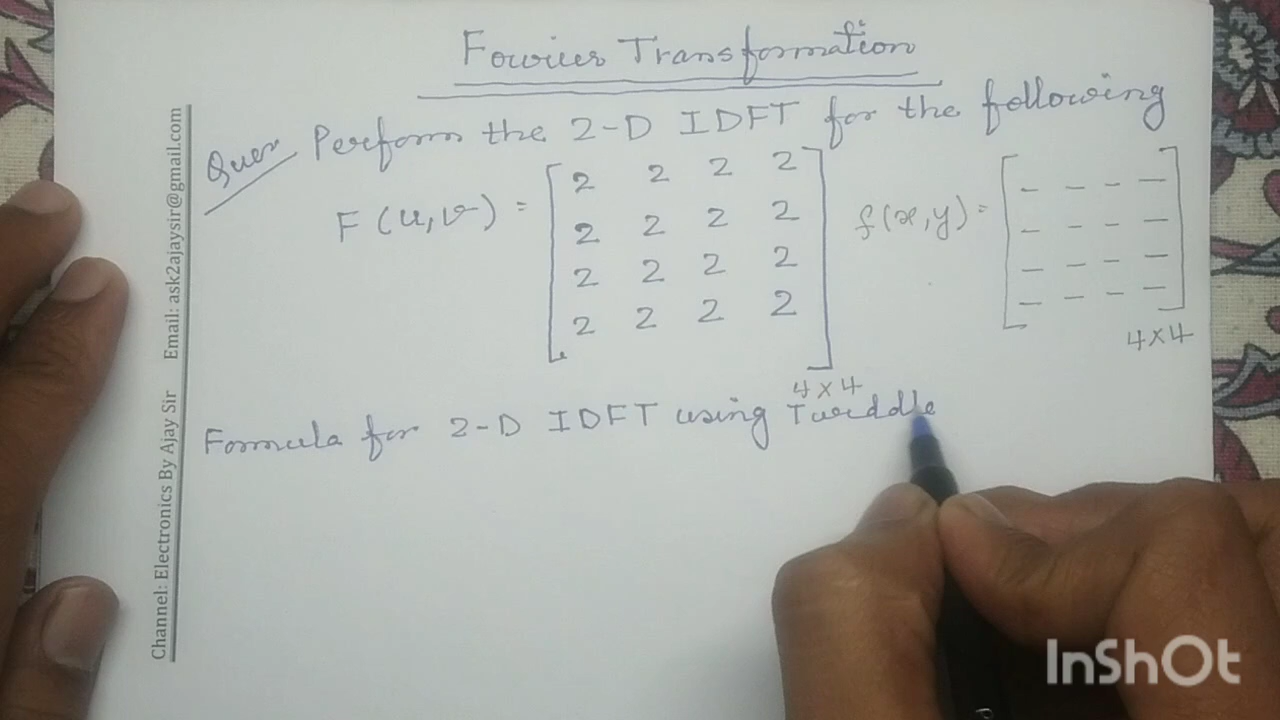 Fourier Transformation
Ques Perform the 2-D IDFT for the following
F(u,v) = [ 2 2 2 2 f(x,y) = [ – – – –
2 2 2 2 – – – –
2 2 2 2 – – – –
2 2 2 2 ] – – – – ]
4×4 4×4
Formula for 2-D IDFT using Twiddle
Channel: Electronics By Ajay Sir Email: ask2ajaysir@gmail.com
InShOt